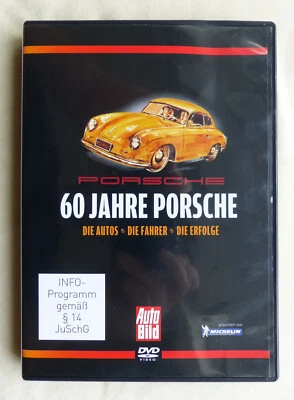 PORSCHE
60 JAHRE PORSCHE
DIE AUTOS • DIE FAHRER • DIE ERFOLGE
INFO-
Programm
gemäß
§ 14
JuSchG
Auto
Bild
DVD
VIDEO
MICHELIN